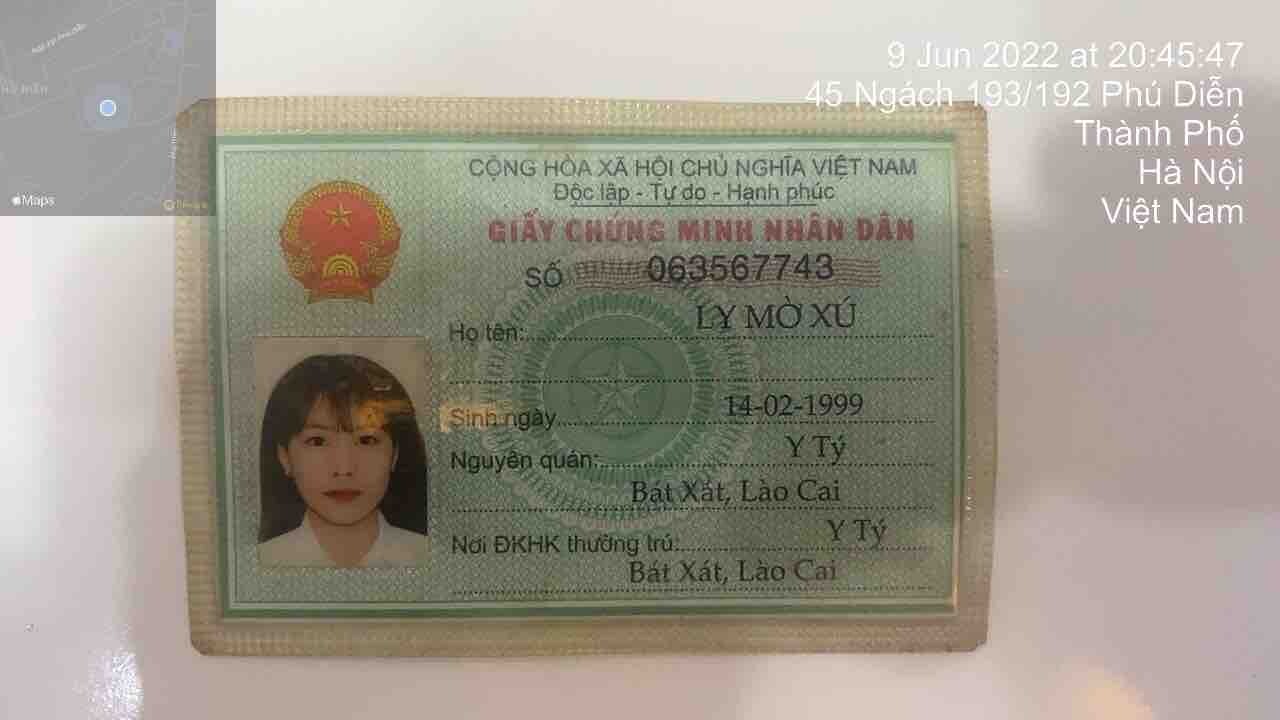 9 Jun 2022 at 20:45:47
45 Ngách 193/192 Phú Diễn
Thành Phố
Hà Nội
Việt Nam
Maps
CỘNG HÒA XÃ HỘI CHỦ NGHĨA VIỆT NAM
Độc lập - Tự do - Hạnh phúc
GIẤY CHỨNG MINH NHÂN DÂN
SỐ 063567743
Họ tên: LY MỜ XÚ
Sinh ngày 14-02-1999
Nguyên quán: Y Tý
Bát Xát, Lào Cai
Nơi ĐKHK thường trú: Y Tý
Bát Xát, Lào Cai